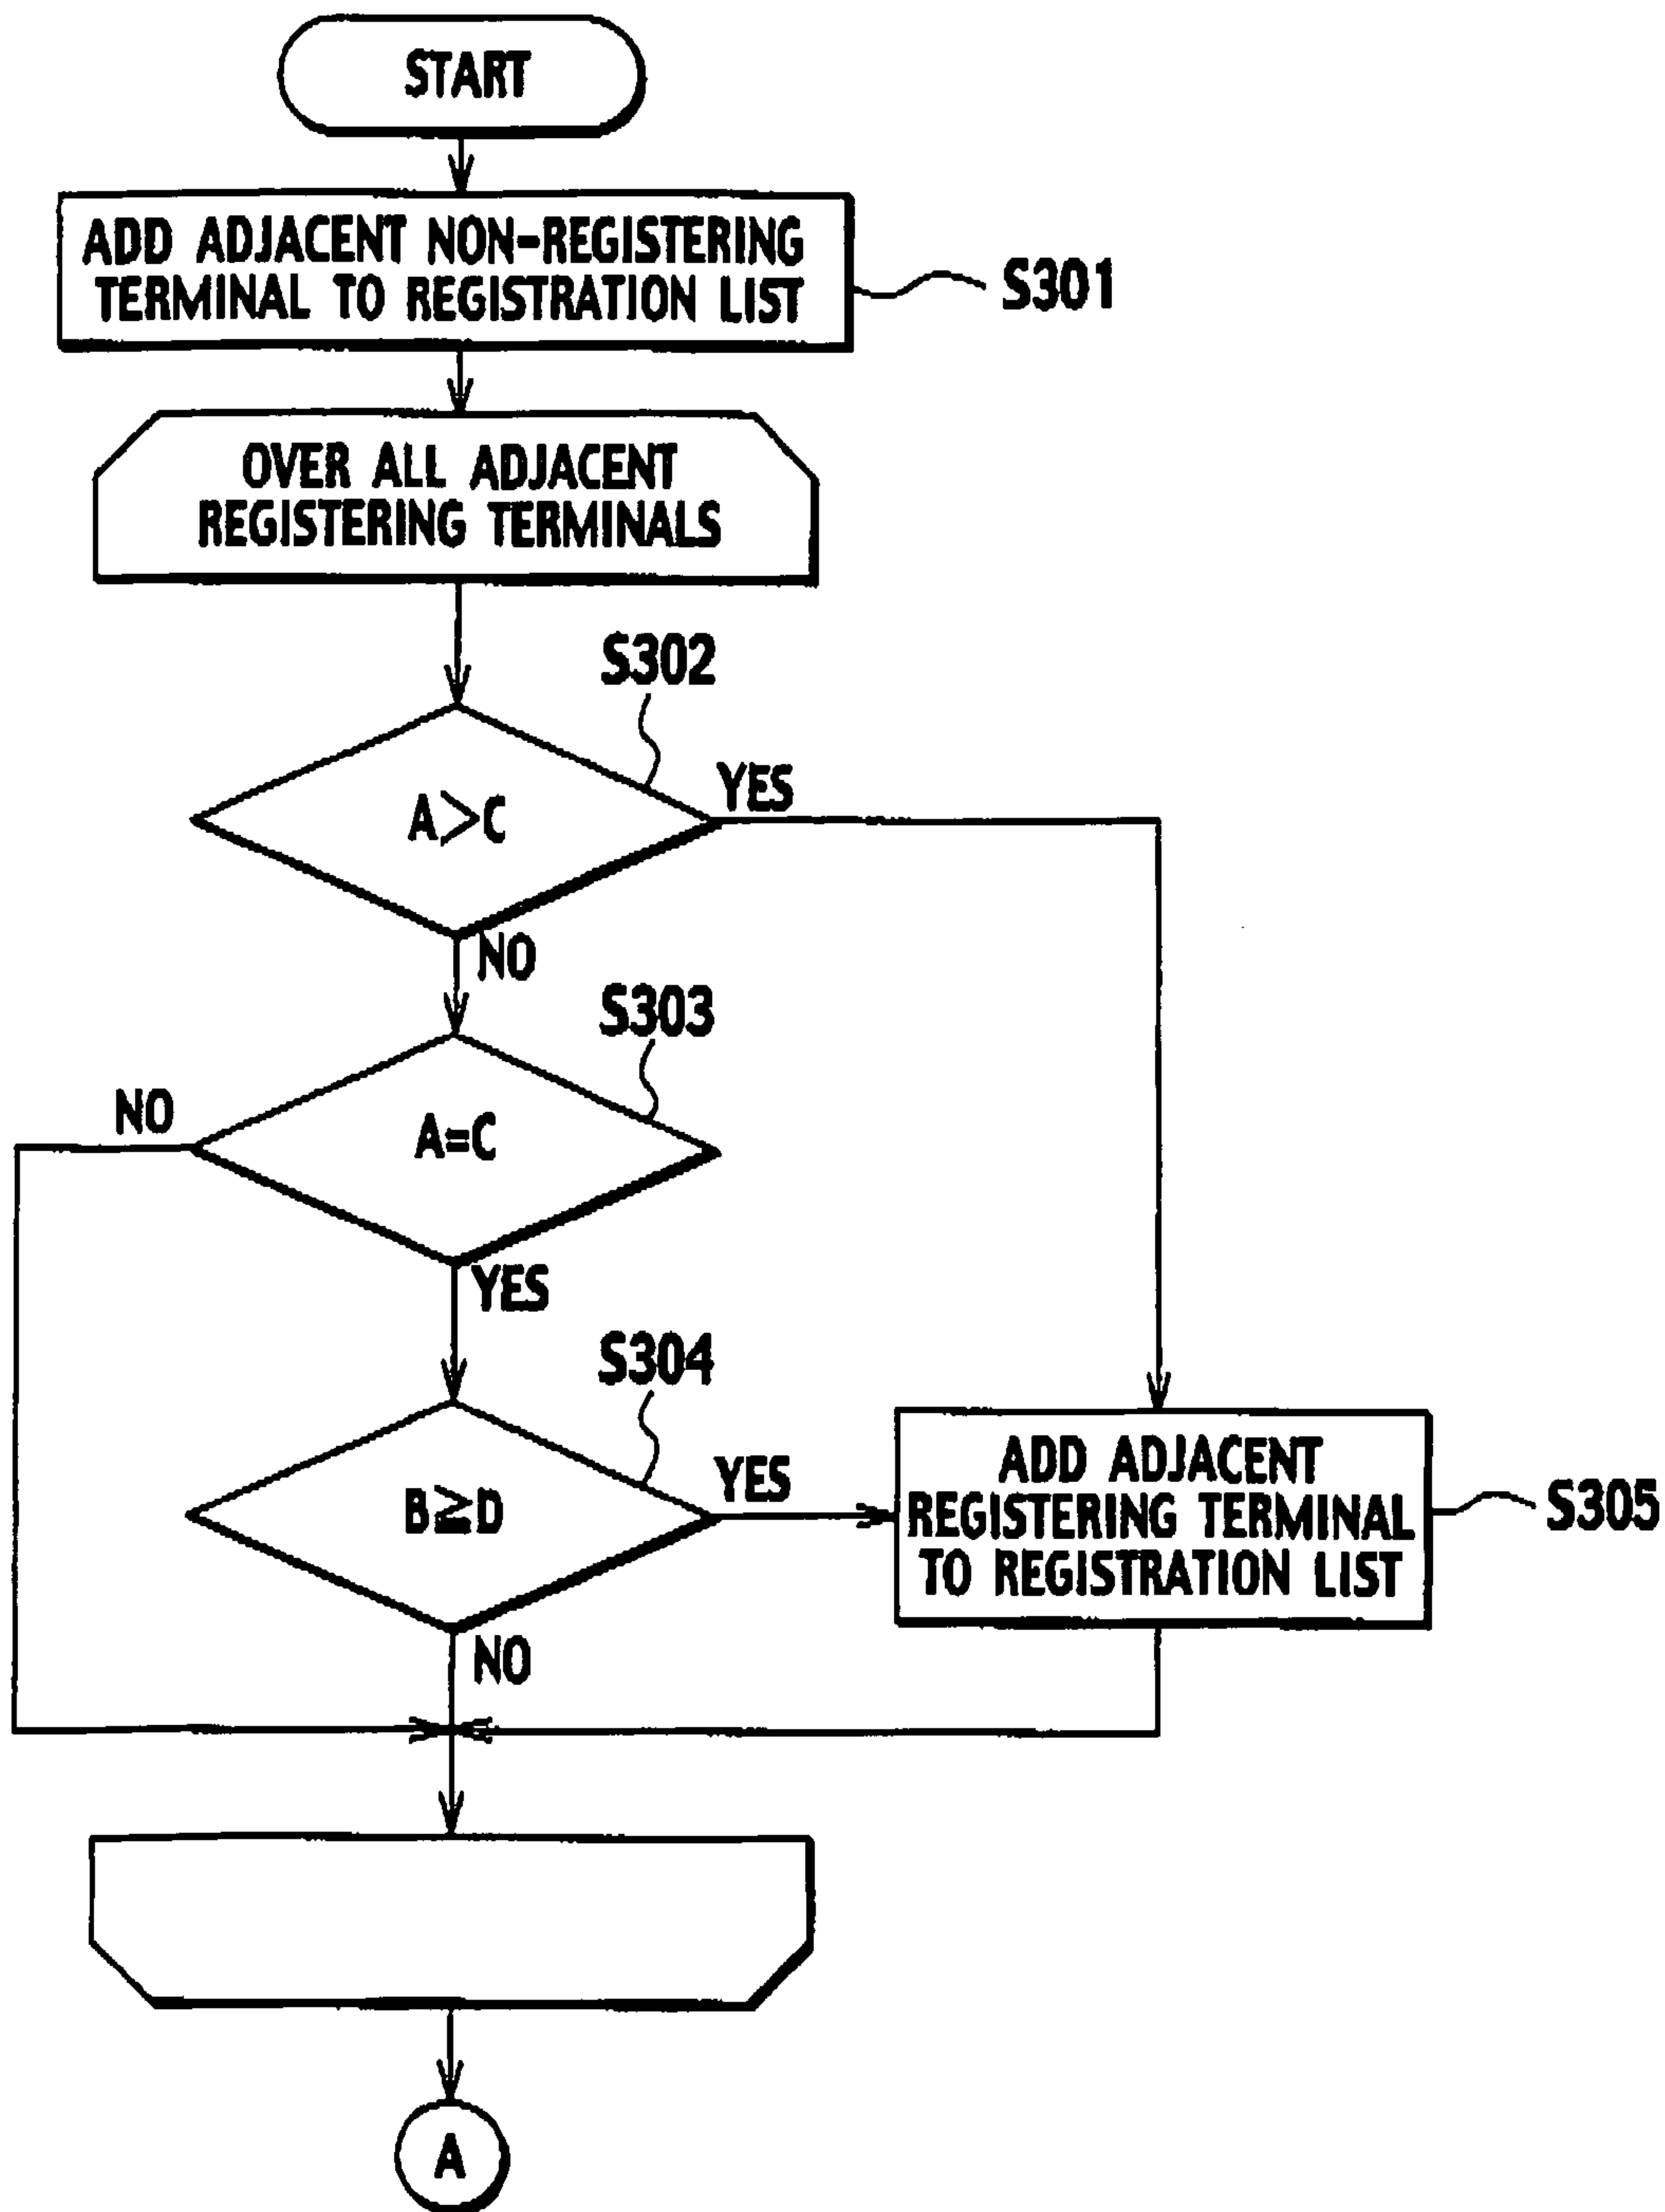 START
ADD ADJACENT NON-REGISTERING
TERMINAL TO REGISTRATION LIST
S301
OVER ALL ADJACENT
REGISTERING TERMINALS
S302
A>C
YES
NO
S303
NO
A=C
YES
S304
B≧D
YES
ADD ADJACENT
REGISTERING TERMINAL
TO REGISTRATION LIST
S305
NO
A